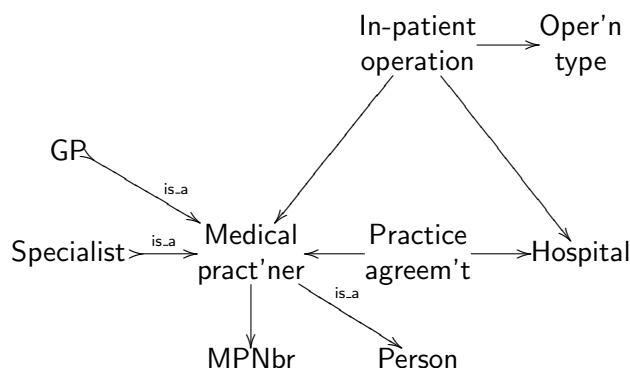 In-patient
operation
Oper'n
type
GP
is_a
Specialist
is_a
Medical
pract'ner
Practice
agreem't
Hospital
is_a
MPNbr
Person